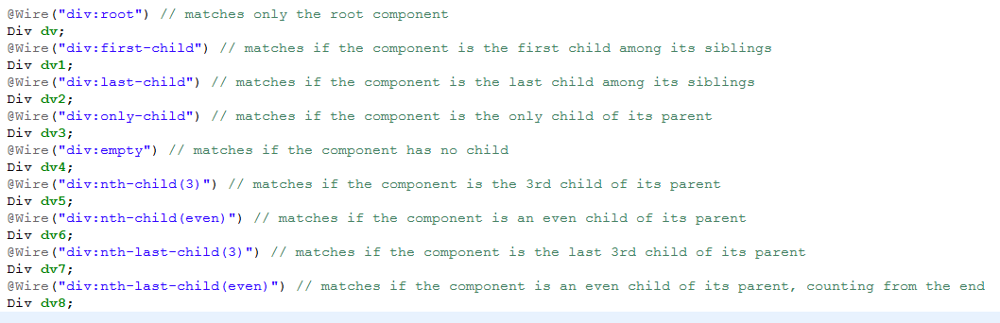 @Wire("div:root") // matches only the root component
Div dv;
@Wire("div:first-child") // matches if the component is the first child among its siblings
Div dv1;
@Wire("div:last-child") // matches if the component is the last child among its siblings
Div dv2;
@Wire("div:only-child") // matches if the component is the only child of its parent
Div dv3;
@Wire("div:empty") // matches if the component has no child
Div dv4;
@Wire("div:nth-child(3)") // matches if the component is the 3rd child of its parent
Div dv5;
@Wire("div:nth-child(even)") // matches if the component is an even child of its parent
Div dv6;
@Wire("div:nth-last-child(3)") // matches if the component is the last 3rd child of its parent
Div dv7;
@Wire("div:nth-last-child(even)") // matches if the component is an even child of its parent, counting from the end
Div dv8;